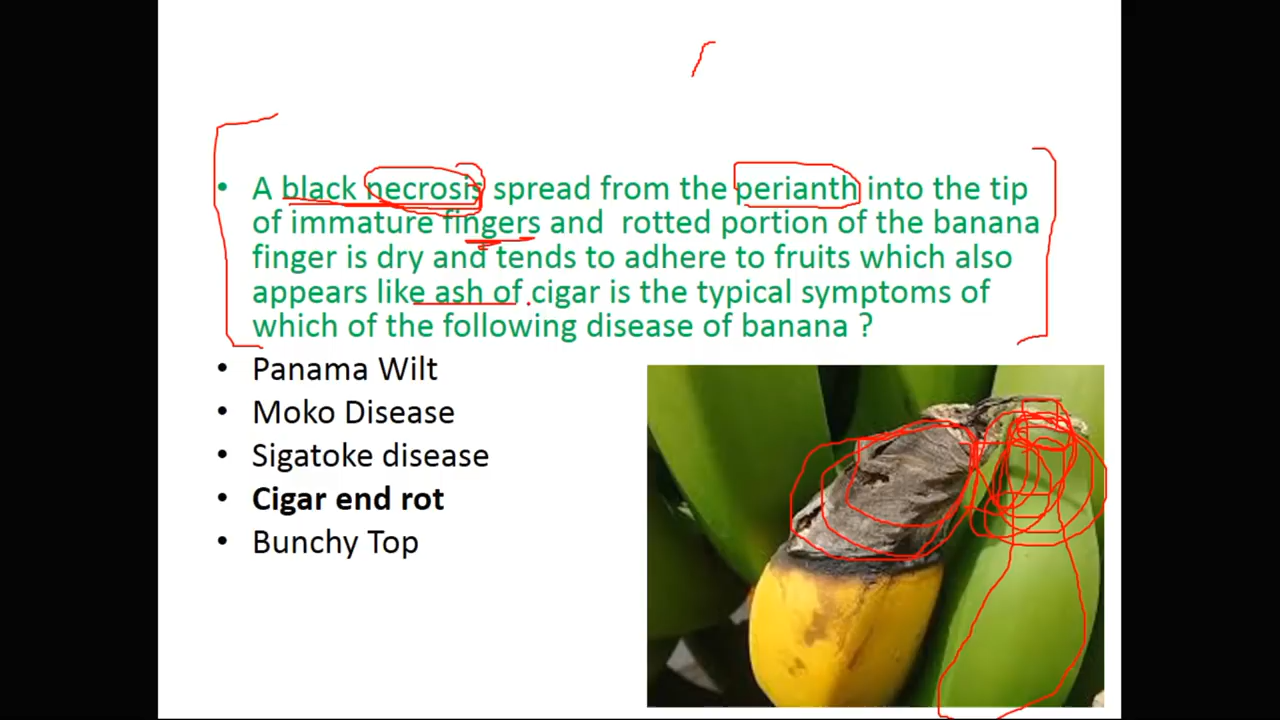 • A black necrosis spread from the perianth into the tip
of immature fingers and rotted portion of the banana
finger is dry and tends to adhere to fruits which also
appears like ash of cigar is the typical symptoms of
which of the following disease of banana ?
• Panama Wilt
• Moko Disease
• Sigatoke disease
• Cigar end rot
• Bunchy Top